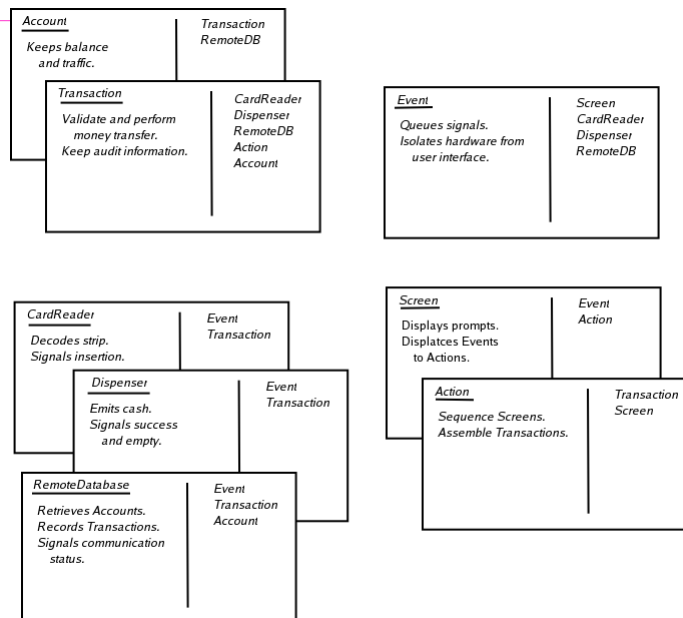 Account
Keeps balance
and traffic.
Transaction
RemoteDB
Transaction
Validate and perform
money transfer.
Keep audit information.
CardReader
Dispenser
RemoteDB
Action
Account
Event
Queues signals.
Isolates hardware from
user interface.
Screen
CardReader
Dispenser
RemoteDB
CardReader
Decodes strip.
Signals insertion.
Event
Transaction
Dispenser
Emits cash.
Signals success
and empty.
Event
Transaction
RemoteDatabase
Retrieves Accounts.
Records Transactions.
Signals communication
status.
Event
Transaction
Account
Screen
Displays prompts.
Displatces Events
to Actions.
Event
Action
Action
Sequence Screens.
Assemble Transactions.
Transaction
Screen